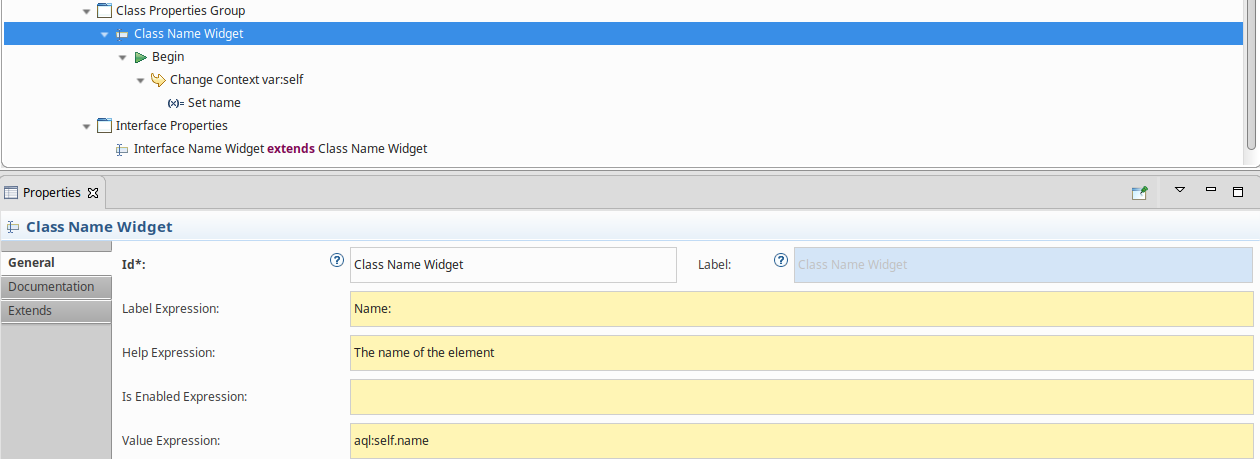 Class Properties Group
Class Name Widget
Begin
Change Context var:self
(x)= Set name
Interface Properties
Interface Name Widget extends Class Name Widget
Properties
Class Name Widget
General
Id*: ? Class Name Widget Label: ? Class Name Widget
Documentation
Extends
Label Expression: Name:
Help Expression: The name of the element
Is Enabled Expression:
Value Expression: aql:self.name